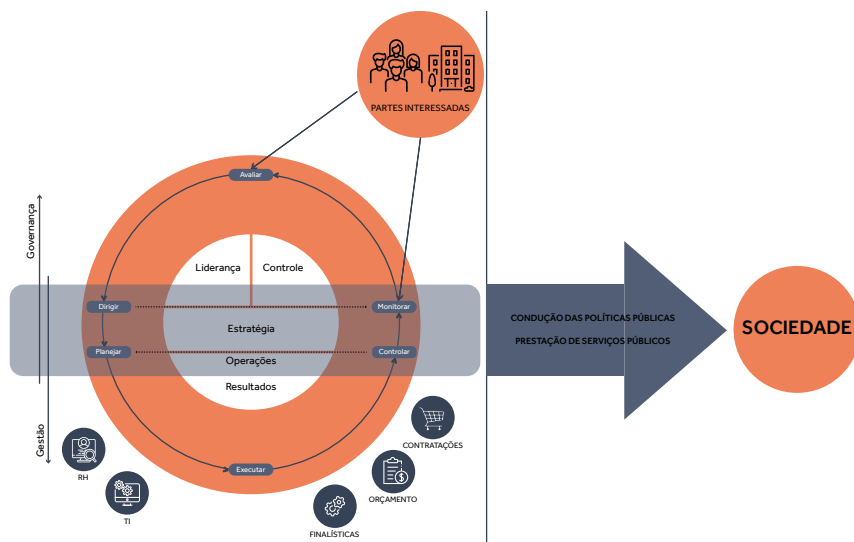 PARTES INTERESSADAS
Avaliar
Governança
Liderança
Controle
Dirigir
Monitorar
Estratégia
Planejar
Controlar
Operações
Resultados
Gestão
Executar
RH
TI
FINALÍSTICAS
ORÇAMENTO
CONTRATAÇÕES
CONDUÇÃO DAS POLÍTICAS PÚBLICAS
PRESTAÇÃO DE SERVIÇOS PÚBLICOS
SOCIEDADE